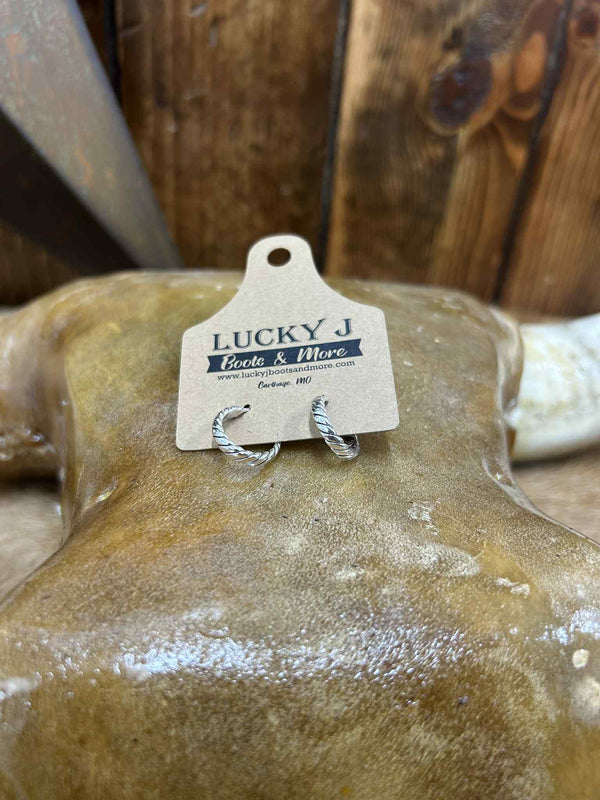 LUCKY J
Boots & More
www.luckyjbootsandmore.com
Carthage, MO